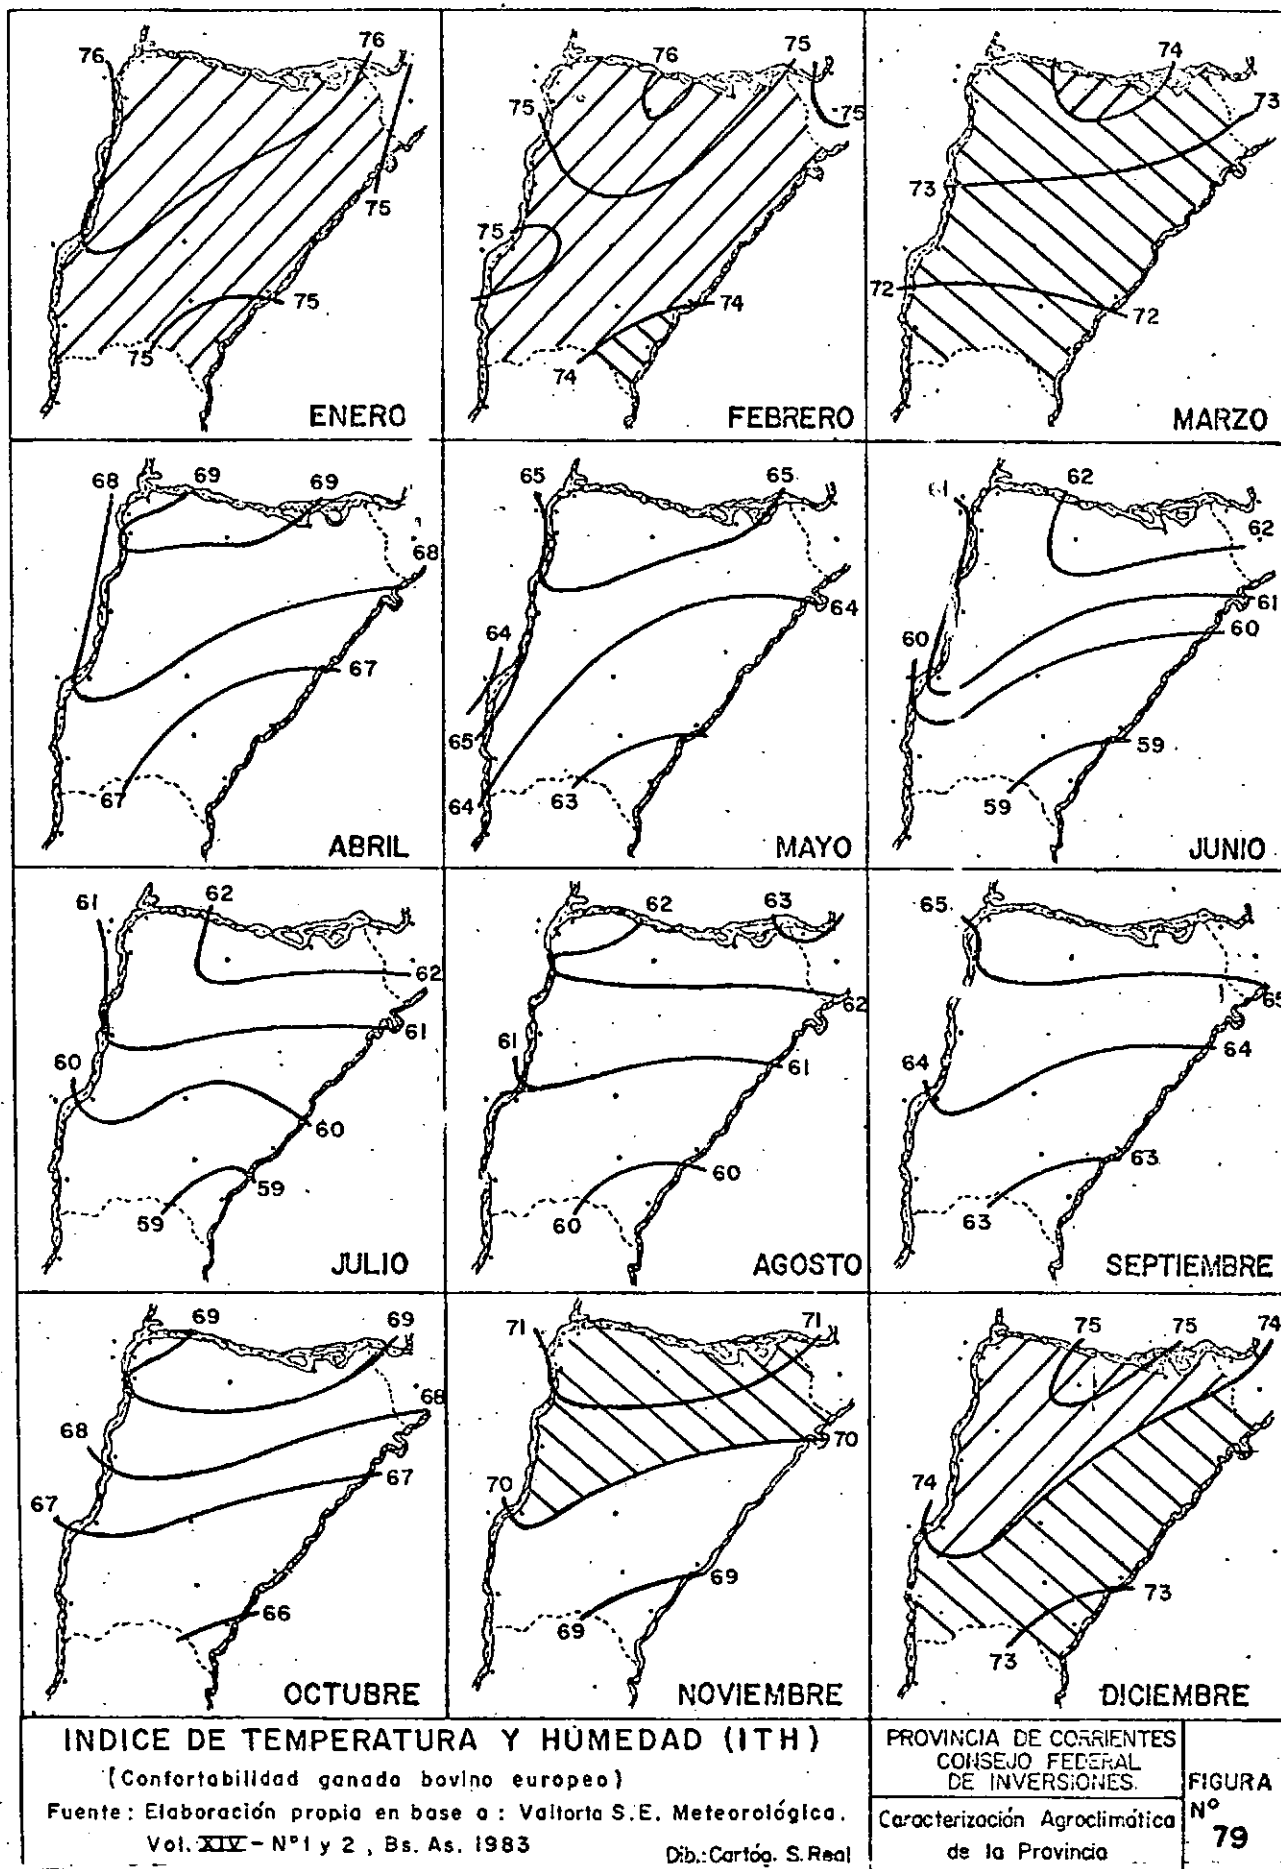 76 76
75
75
75
ENERO
76 75
75
75
75
74
74
FEBRERO
74
73
73
72
72
MARZO
68 69 69
68
67
67
ABRIL
65 65
64
64
65
64
63
MAYO
61 62
62
61
60
60
59
59
JUNIO
61 62
62
61
60
60
59
59
JULIO
62 63
62
61
61
60
60
AGOSTO
65
65
64
64
63
63
SEPTIEMBRE
69 69
68
68
67
67
66
OCTUBRE
71 71
70
70
69
69
NOVIEMBRE
75 75 74
74
73
73
DICIEMBRE
INDICE DE TEMPERATURA Y HUMEDAD (ITH)
(Confortabilidad ganado bovino europeo)
Fuente: Elaboración propia en base a: Valtorta S.E. Meteorológica.
Vol. XIV - Nº1 y 2, Bs. As. 1983
Dib.: Cartóg. S. Real
PROVINCIA DE CORRIENTES
CONSEJO FEDERAL
DE INVERSIONES.
Caracterización Agroclimática
de la Provincia
FIGURA
Nº
79